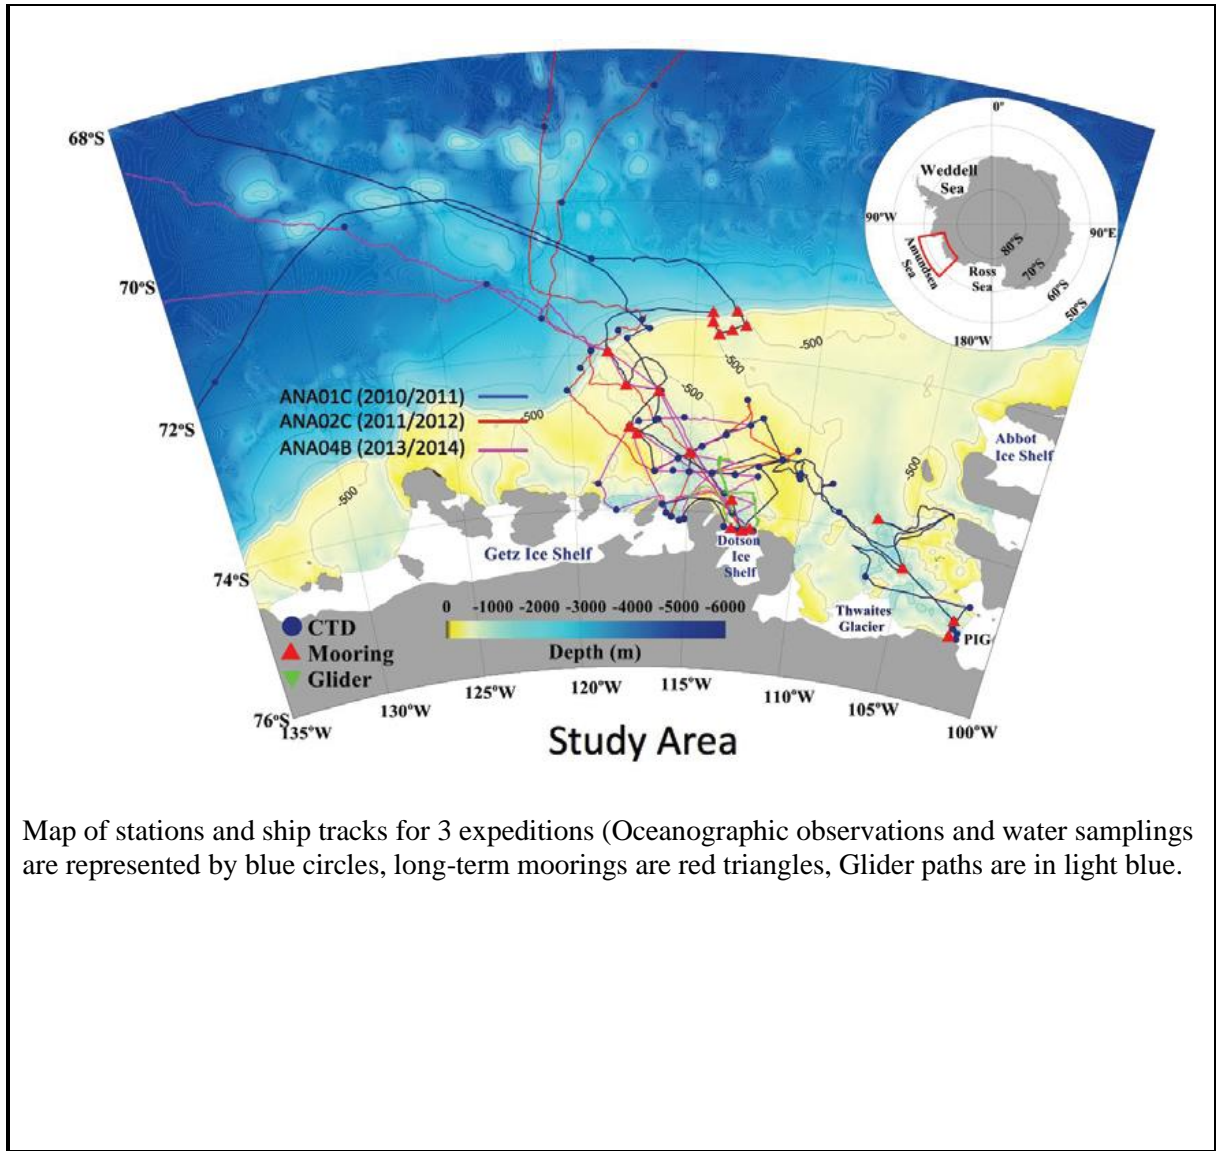 68°S
70°S
72°S
74°S
76°S
135°W
130°W
125°W
120°W
115°W
110°W
105°W
100°W
0°
Weddell
Sea
90°W
90°E
Amundsen
Sea
Ross
Sea
80°S
70°S
60°S
50°S
180°W
-500
-500
-500
-500
-500
-500
ANA01C (2010/2011)
ANA02C (2011/2012)
ANA04B (2013/2014)
Abbot
Ice Shelf
Getz Ice Shelf
Dotson
Ice
Shelf
Thwaites
Glacier
PIG
0 -1000 -2000 -3000 -4000 -5000 -6000
Depth (m)
CTD
Mooring
Glider
Study Area
Map of stations and ship tracks for 3 expeditions (Oceanographic observations and water samplings
are represented by blue circles, long-term moorings are red triangles, Glider paths are in light blue.